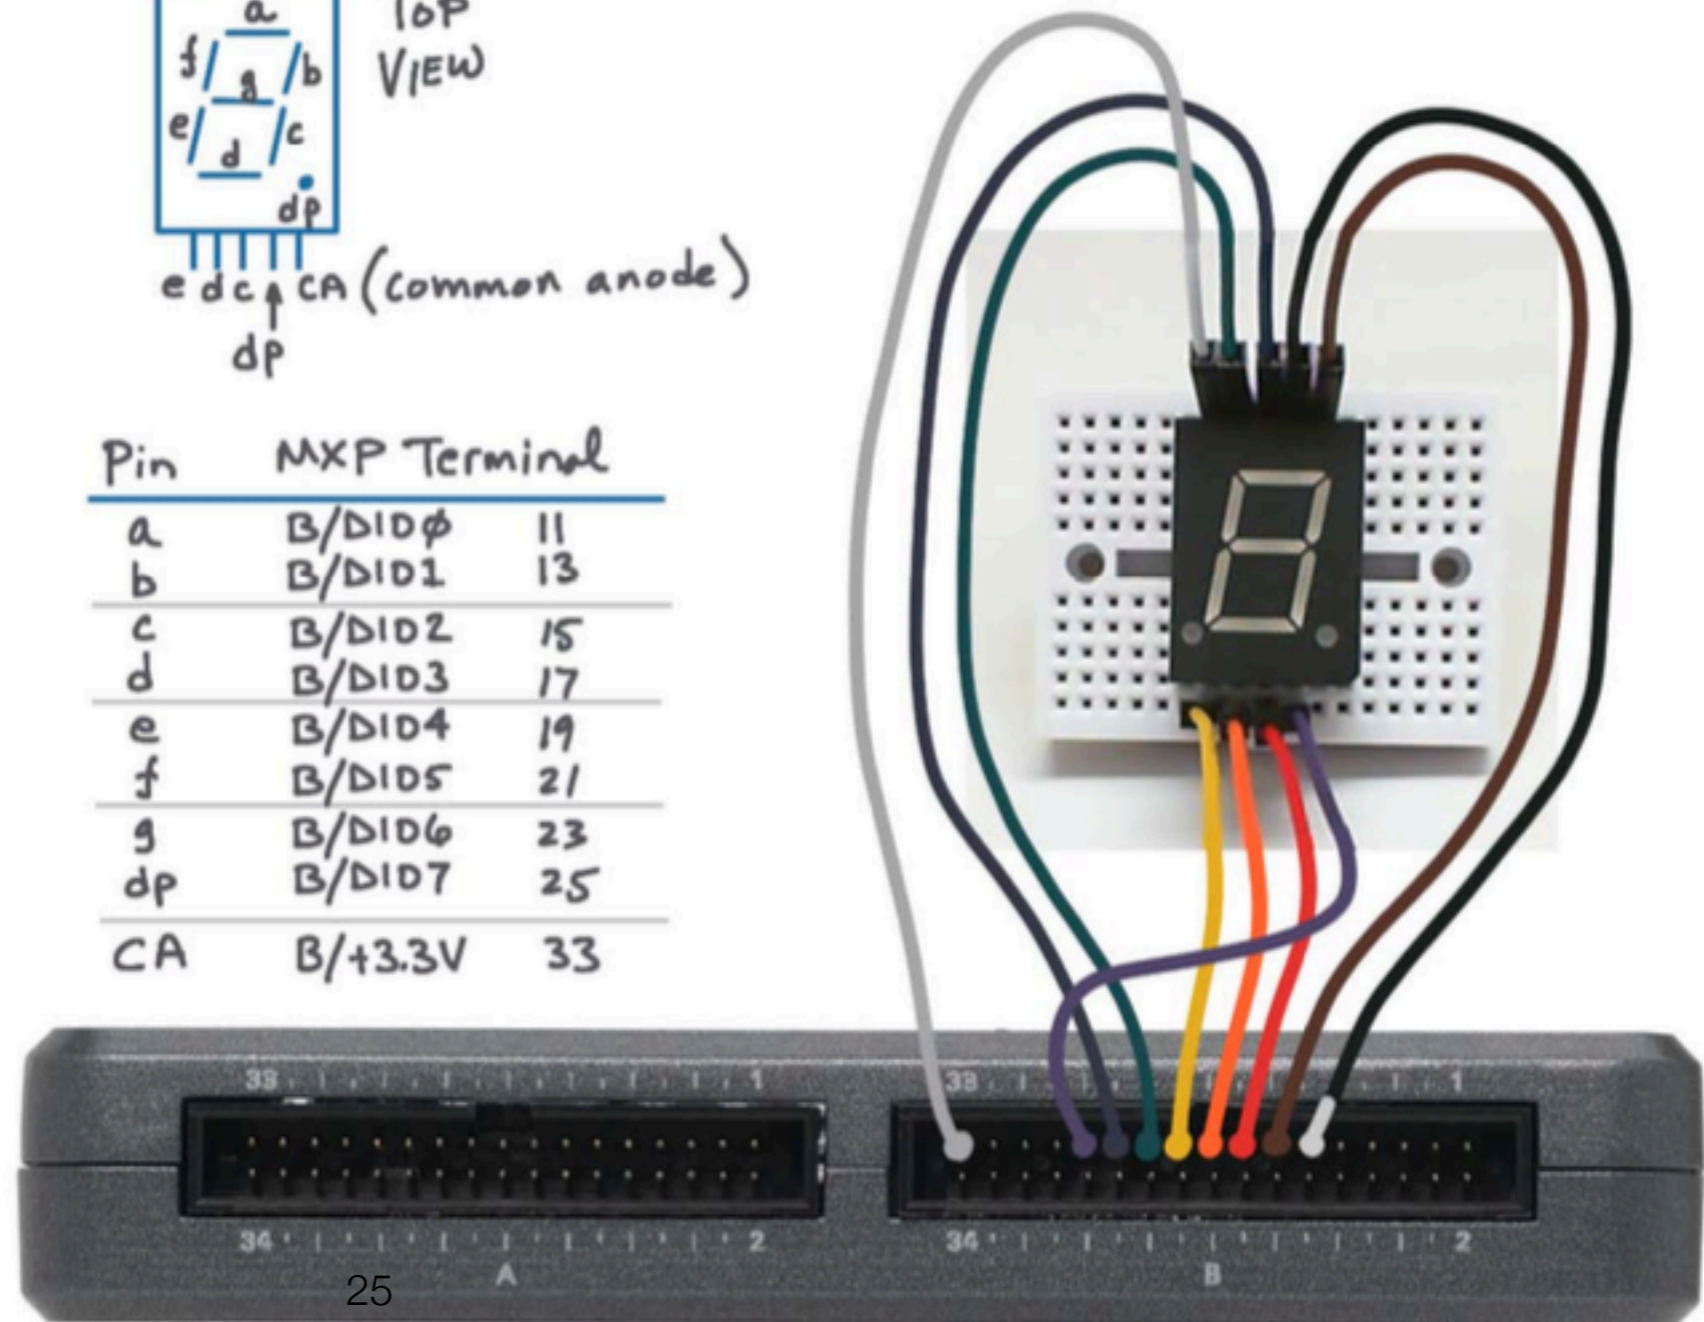 a
TOP
f
b
VIEW
g
e
c
d
dp
e d c CA (common anode)
dp
Pin MXP Terminal
a B/DIOφ 11
b B/DIO1 13
c B/DIO2 15
d B/DIO3 17
e B/DIO4 19
f B/DIO5 21
g B/DIO6 23
dp B/DIO7 25
CA B/+3.3V 33
33 1
33 1
34 2
34 2
A
B
25